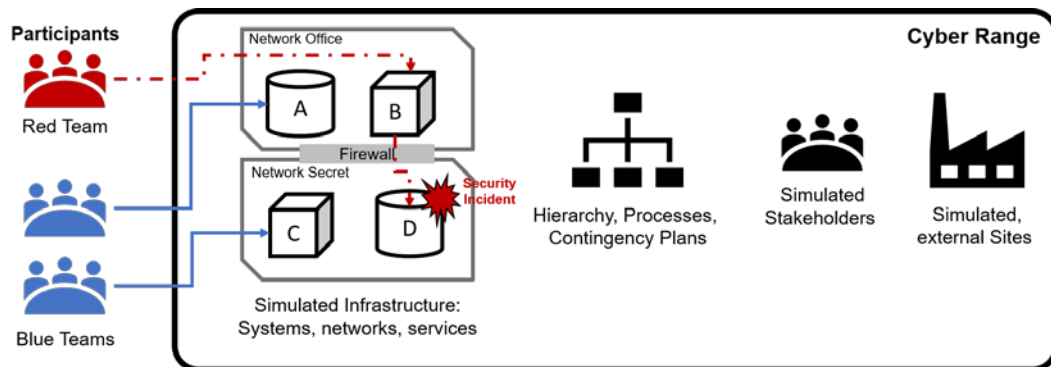 Participants
Red Team
Blue Teams
Cyber Range
Network Office
A
B
Firewall
Network Secret
Security
Incident
C
D
Simulated Infrastructure:
Systems, networks, services
Hierarchy, Processes,
Contingency Plans
Simulated
Stakeholders
Simulated,
external Sites